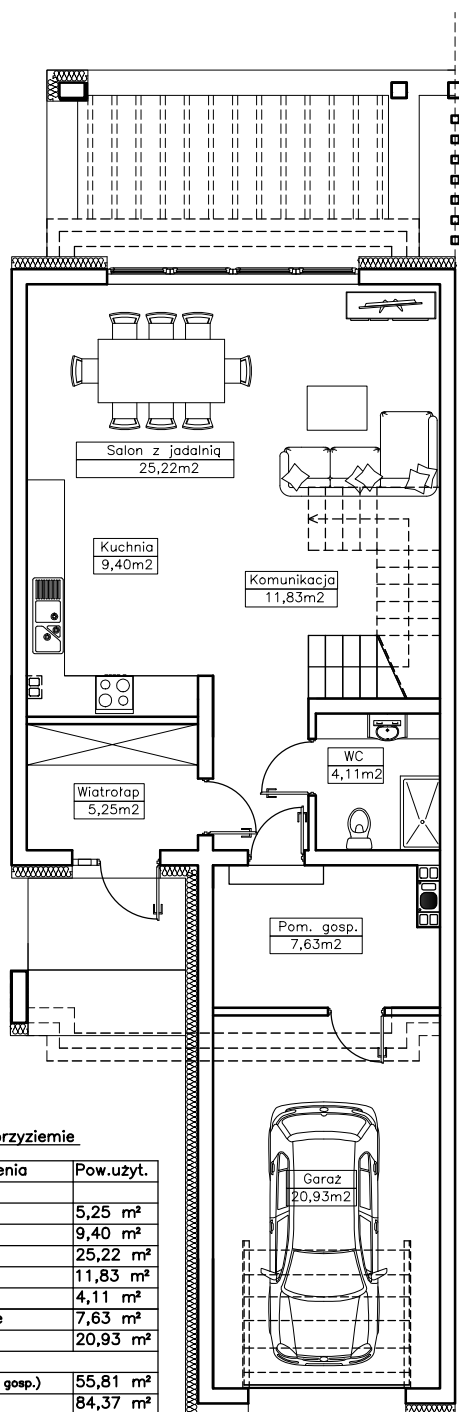 Salon z jadalnią
25,22m2
Kuchnia
9,40m2
Komunikacja
11,83m2
WC
4,11m2
Wiatrołap
5,25m2
Pom. gosp.
7,63m2
Garaż
20,93m2
przyziemie
enia Pow.użyt.
5,25 m²
9,40 m²
25,22 m²
11,83 m²
4,11 m²
e 7,63 m²
20,93 m²
gosp.) 55,81 m²
84,37 m²